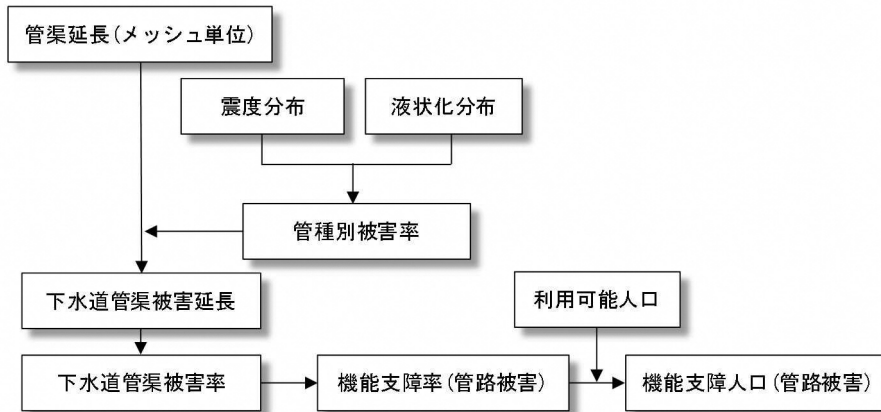 管渠延長(メッシュ単位)
震度分布
液状化分布
管種別被害率
下水道管渠被害延長
利用可能人口
下水道管渠被害率
機能支障率(管路被害)
機能支障人口(管路被害)